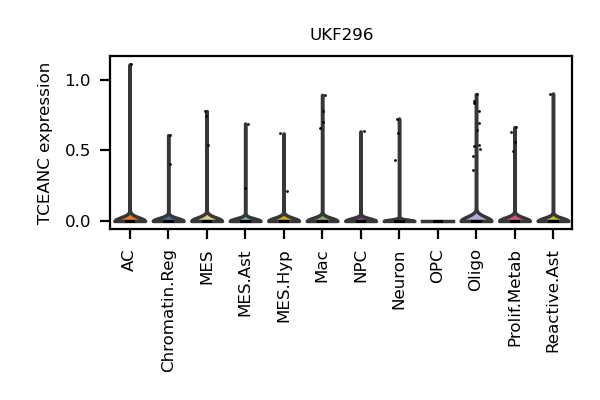 UKF296
TCEANC expression
1.0
0.5
0.0
AC
Chromatin.Reg
MES
MES.Ast
MES.Hyp
Mac
NPC
Neuron
OPC
Oligo
Prolif.Metab
Reactive.Ast